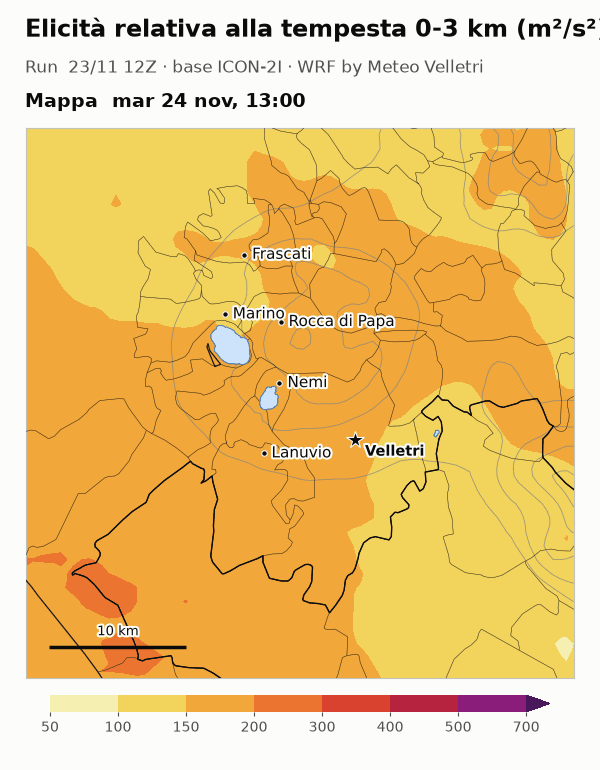 Elicità relativa alla tempesta 0-3 km (m²/s²)
Run 23/11 12Z · base ICON-2I · WRF by Meteo Velletri
Mappa mar 24 nov, 13:00
Frascati
Marino
Rocca di Papa
Nemi
Velletri
Lanuvio
10 km
50 100 150 200 300 400 500 700